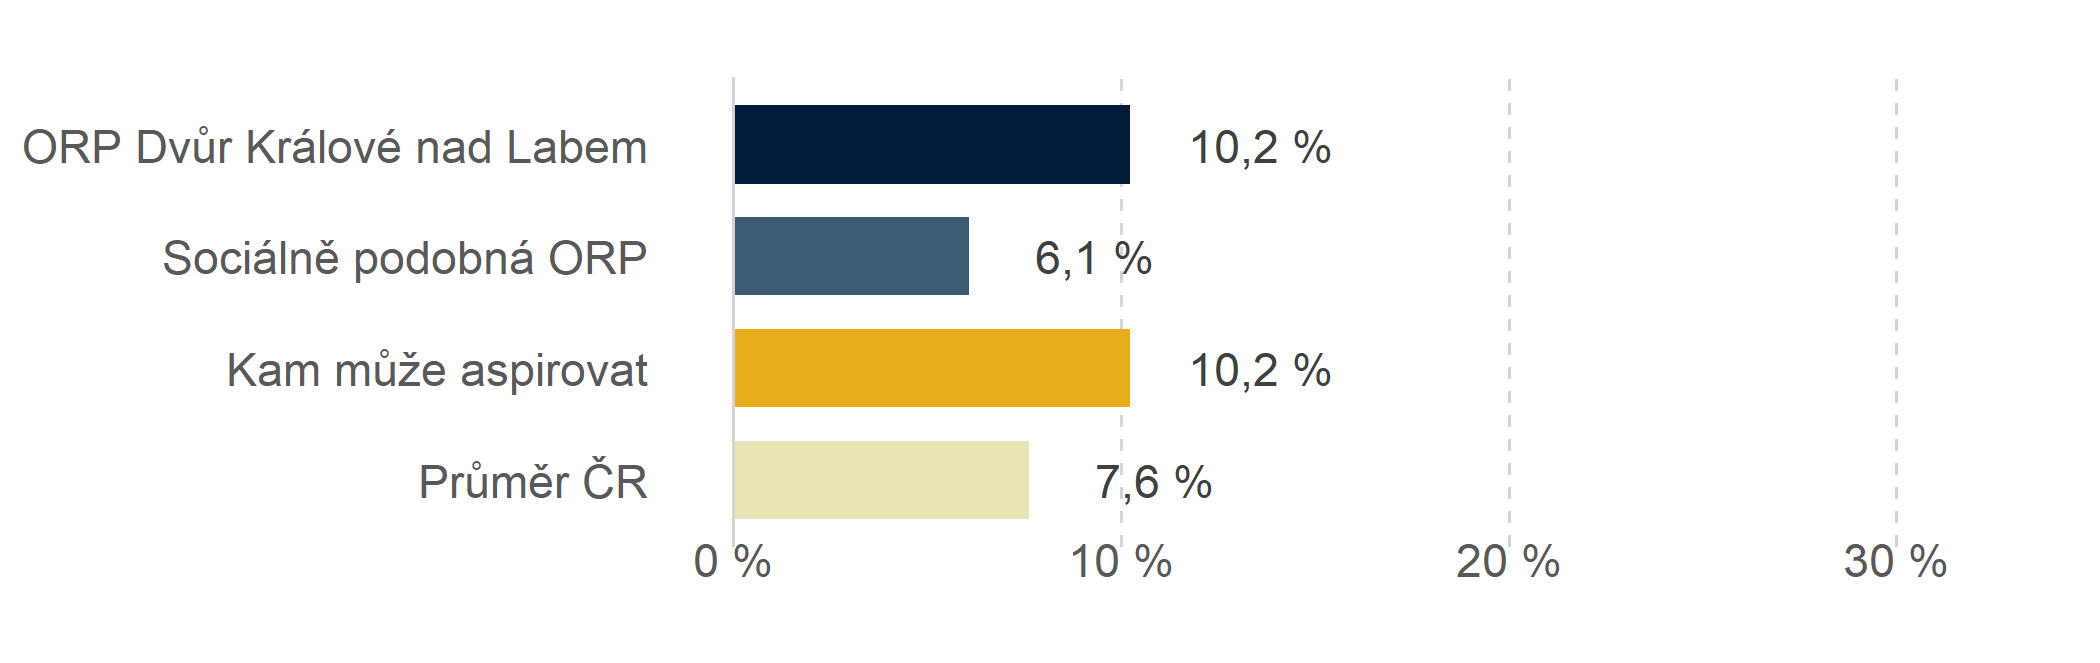 ORP Dvůr Králové nad Labem
10,2 %
Sociálně podobná ORP
6,1 %
Kam může aspirovat
10,2 %
Průměr ČR
7,6 %
0 %
10 %
20 %
30 %